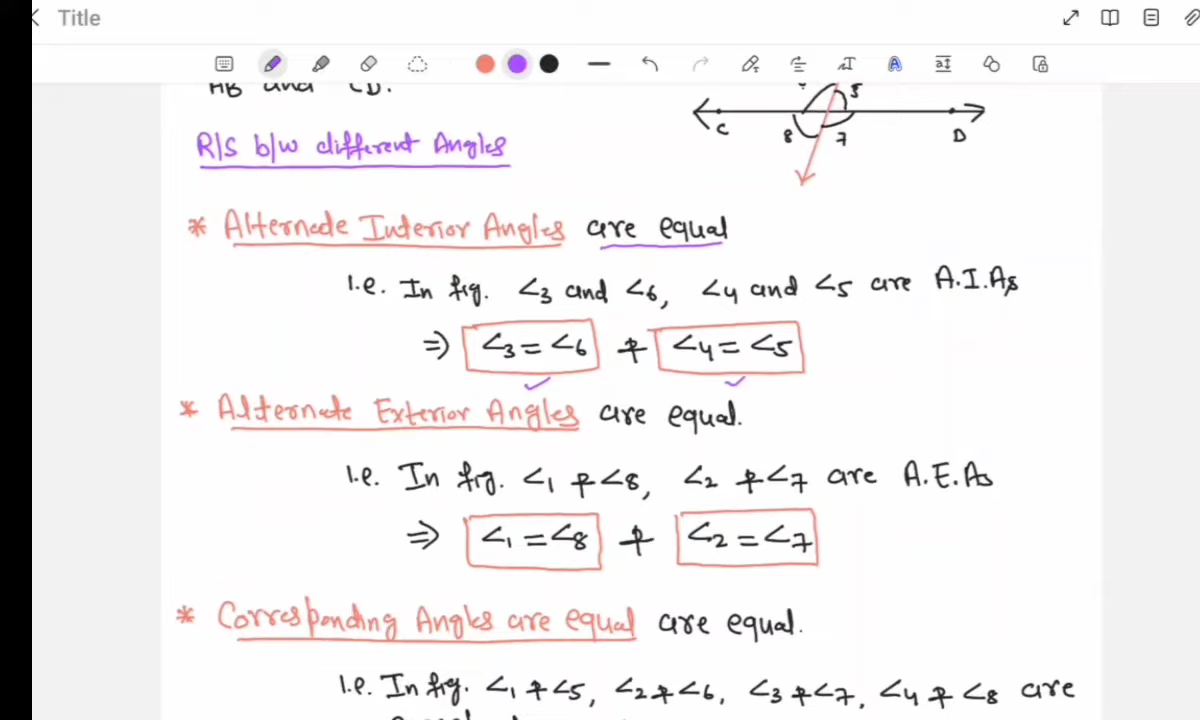 Title
AB and CD.
5
C 8 7 D
R/S b/w different Angles
* Alternade Interior Angles are equal
i.e. In fig. ∠3 and ∠6, ∠4 and ∠5 are A.I.As
⇒ ∠3 = ∠6 & ∠4 = ∠5
* Alternate Exterior Angles are equal.
i.e. In frg. ∠1 & ∠8, ∠2 & ∠7 are A.E.As
⇒ ∠1 = ∠8 & ∠2 = ∠7
* Corresponding Angles are equal are equal.
i.e. In fig. ∠1 & ∠5, ∠2 & ∠6, ∠3 & ∠7, ∠4 & ∠8 are